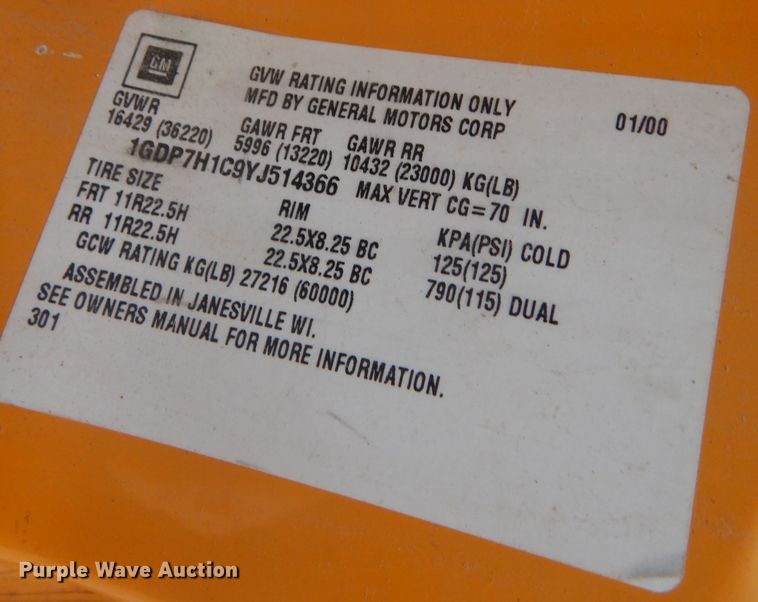 GM
GVW RATING INFORMATION ONLY
MFD BY GENERAL MOTORS CORP 01/00
GVWR GAWR FRT GAWR RR
16429 (36220) 5996 (13220) 10432 (23000) KG(LB)
1GDP7H1C9YJ514366 MAX VERT CG=70 IN.
TIRE SIZE RIM KPA(PSI) COLD
FRT 11R22.5H 22.5X8.25 BC 125(125)
RR 11R22.5H 22.5X8.25 BC 790(115) DUAL
GCW RATING KG(LB) 27216 (60000)
ASSEMBLED IN JANESVILLE WI.
SEE OWNERS MANUAL FOR MORE INFORMATION.
301
Purple Wave Auction